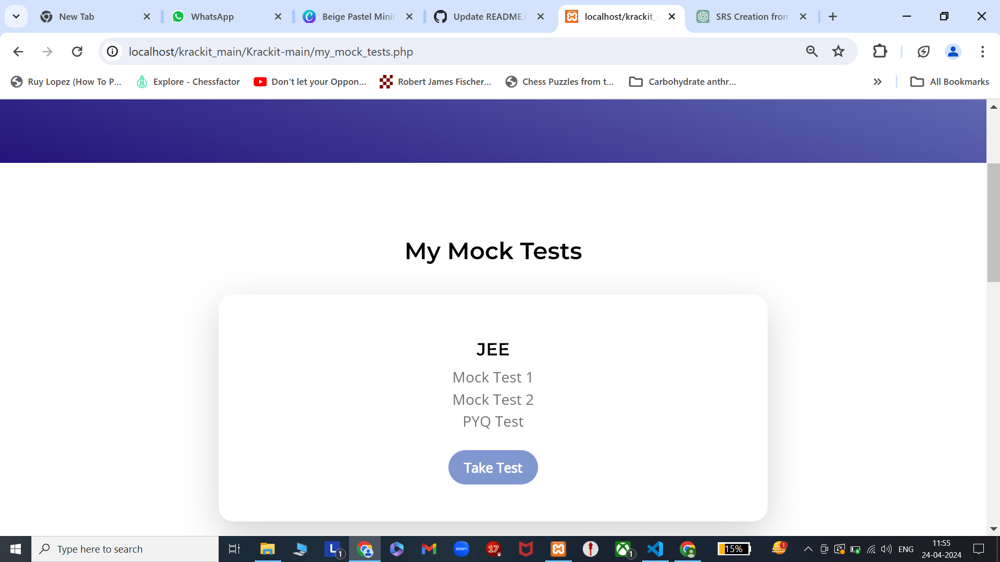 New Tab
WhatsApp
Beige Pastel Minin
Update README.r
localhost/krackit_
SRS Creation from
localhost/krackit_main/Krackit-main/my_mock_tests.php
Ruy Lopez (How To P...
Explore - Chessfactor
Don't let your Oppon...
Robert James Fischer...
Chess Puzzles from t...
Carbohydrate anthr...
All Bookmarks
My Mock Tests
JEE
Mock Test 1
Mock Test 2
PYQ Test
Take Test
Type here to search
L
1
zoom
17
1
15%
1
ENG
11:55
24-04-2024